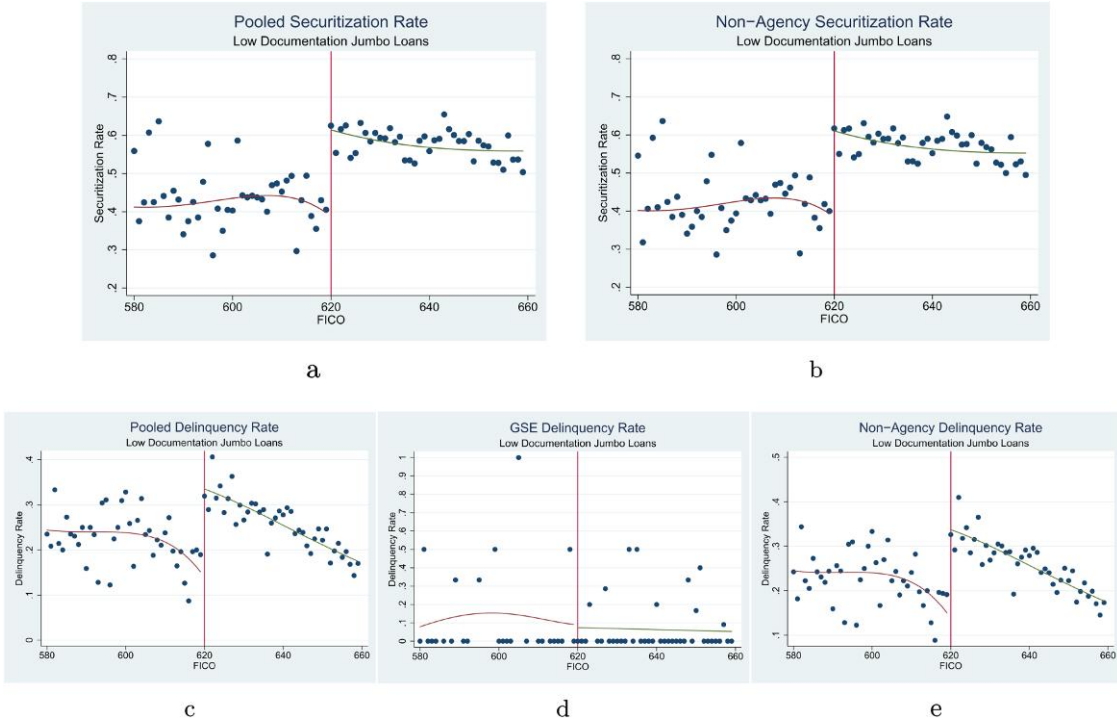 Pooled Securitization Rate
Low Documentation Jumbo Loans
Securitization Rate
.8
.7
.6
.5
.4
.3
.2
580
600
620
640
660
FICO
a
Non−Agency Securitization Rate
Low Documentation Jumbo Loans
Securitization Rate
.8
.7
.6
.5
.4
.3
.2
580
600
620
640
660
FICO
b
Pooled Delinquency Rate
Low Documentation Jumbo Loans
Delinquency Rate
.4
.3
.2
.1
0
580
600
620
640
660
FICO
c
GSE Delinquency Rate
Low Documentation Jumbo Loans
Delinquency Rate
1
.9
.8
.7
.6
.5
.4
.3
.2
.1
0
580
600
620
640
660
FICO
d
Non−Agency Delinquency Rate
Low Documentation Jumbo Loans
Delinquency Rate
.5
.4
.3
.2
.1
580
600
620
640
660
FICO
e